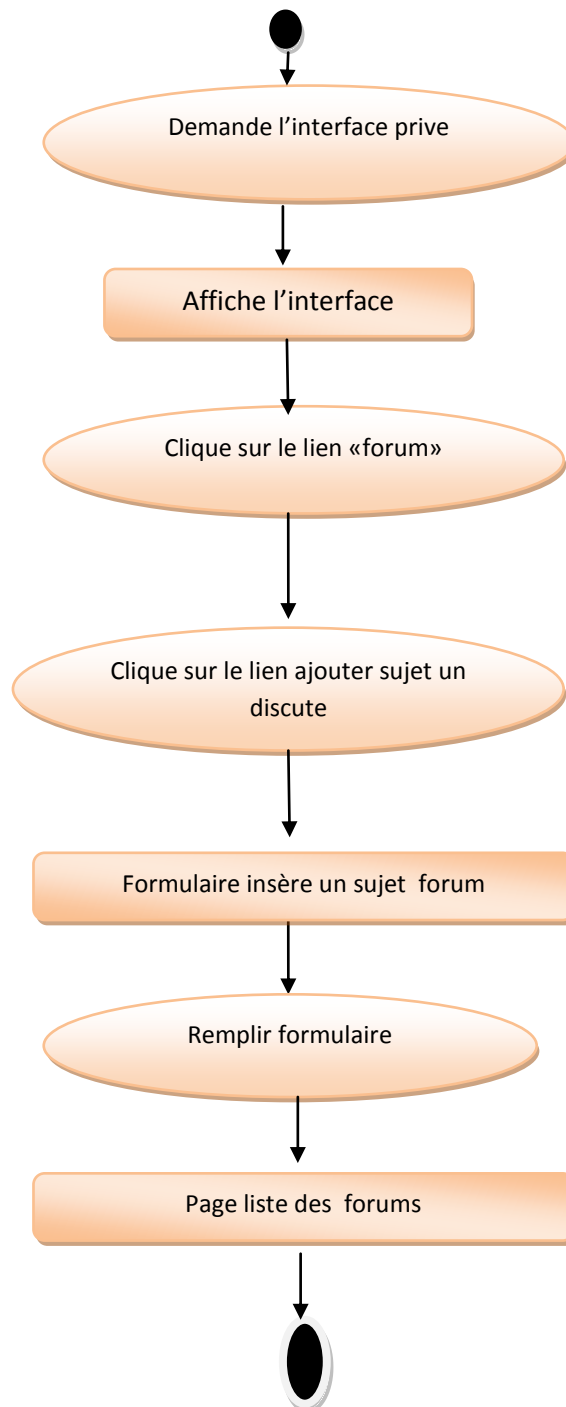 Demande l’interface prive
Affiche l’interface
Clique sur le lien «forum»
Clique sur le lien ajouter sujet un
discute
Formulaire insère un sujet forum
Remplir formulaire
Page liste des forums